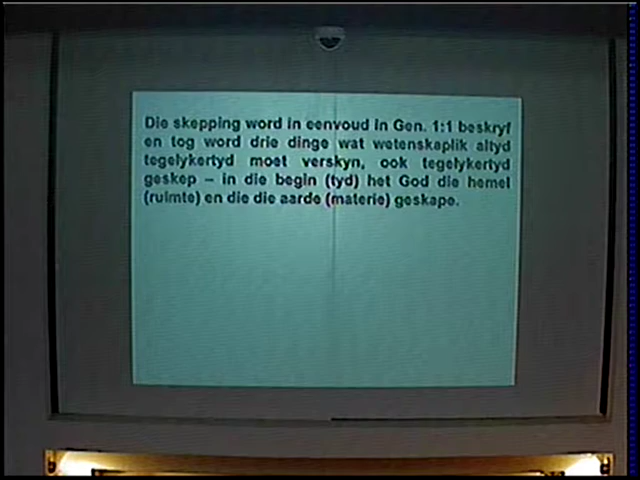 Die skepping word in eenvoud in Gen. 1:1 beskryf
en tog word drie dinge wat wetenskaplik altyd
tegelykertyd moet verskyn, ook tegelykertyd
geskep – in die begin (tyd) het God die hemel
(ruimte) en die die aarde (materie) geskape.